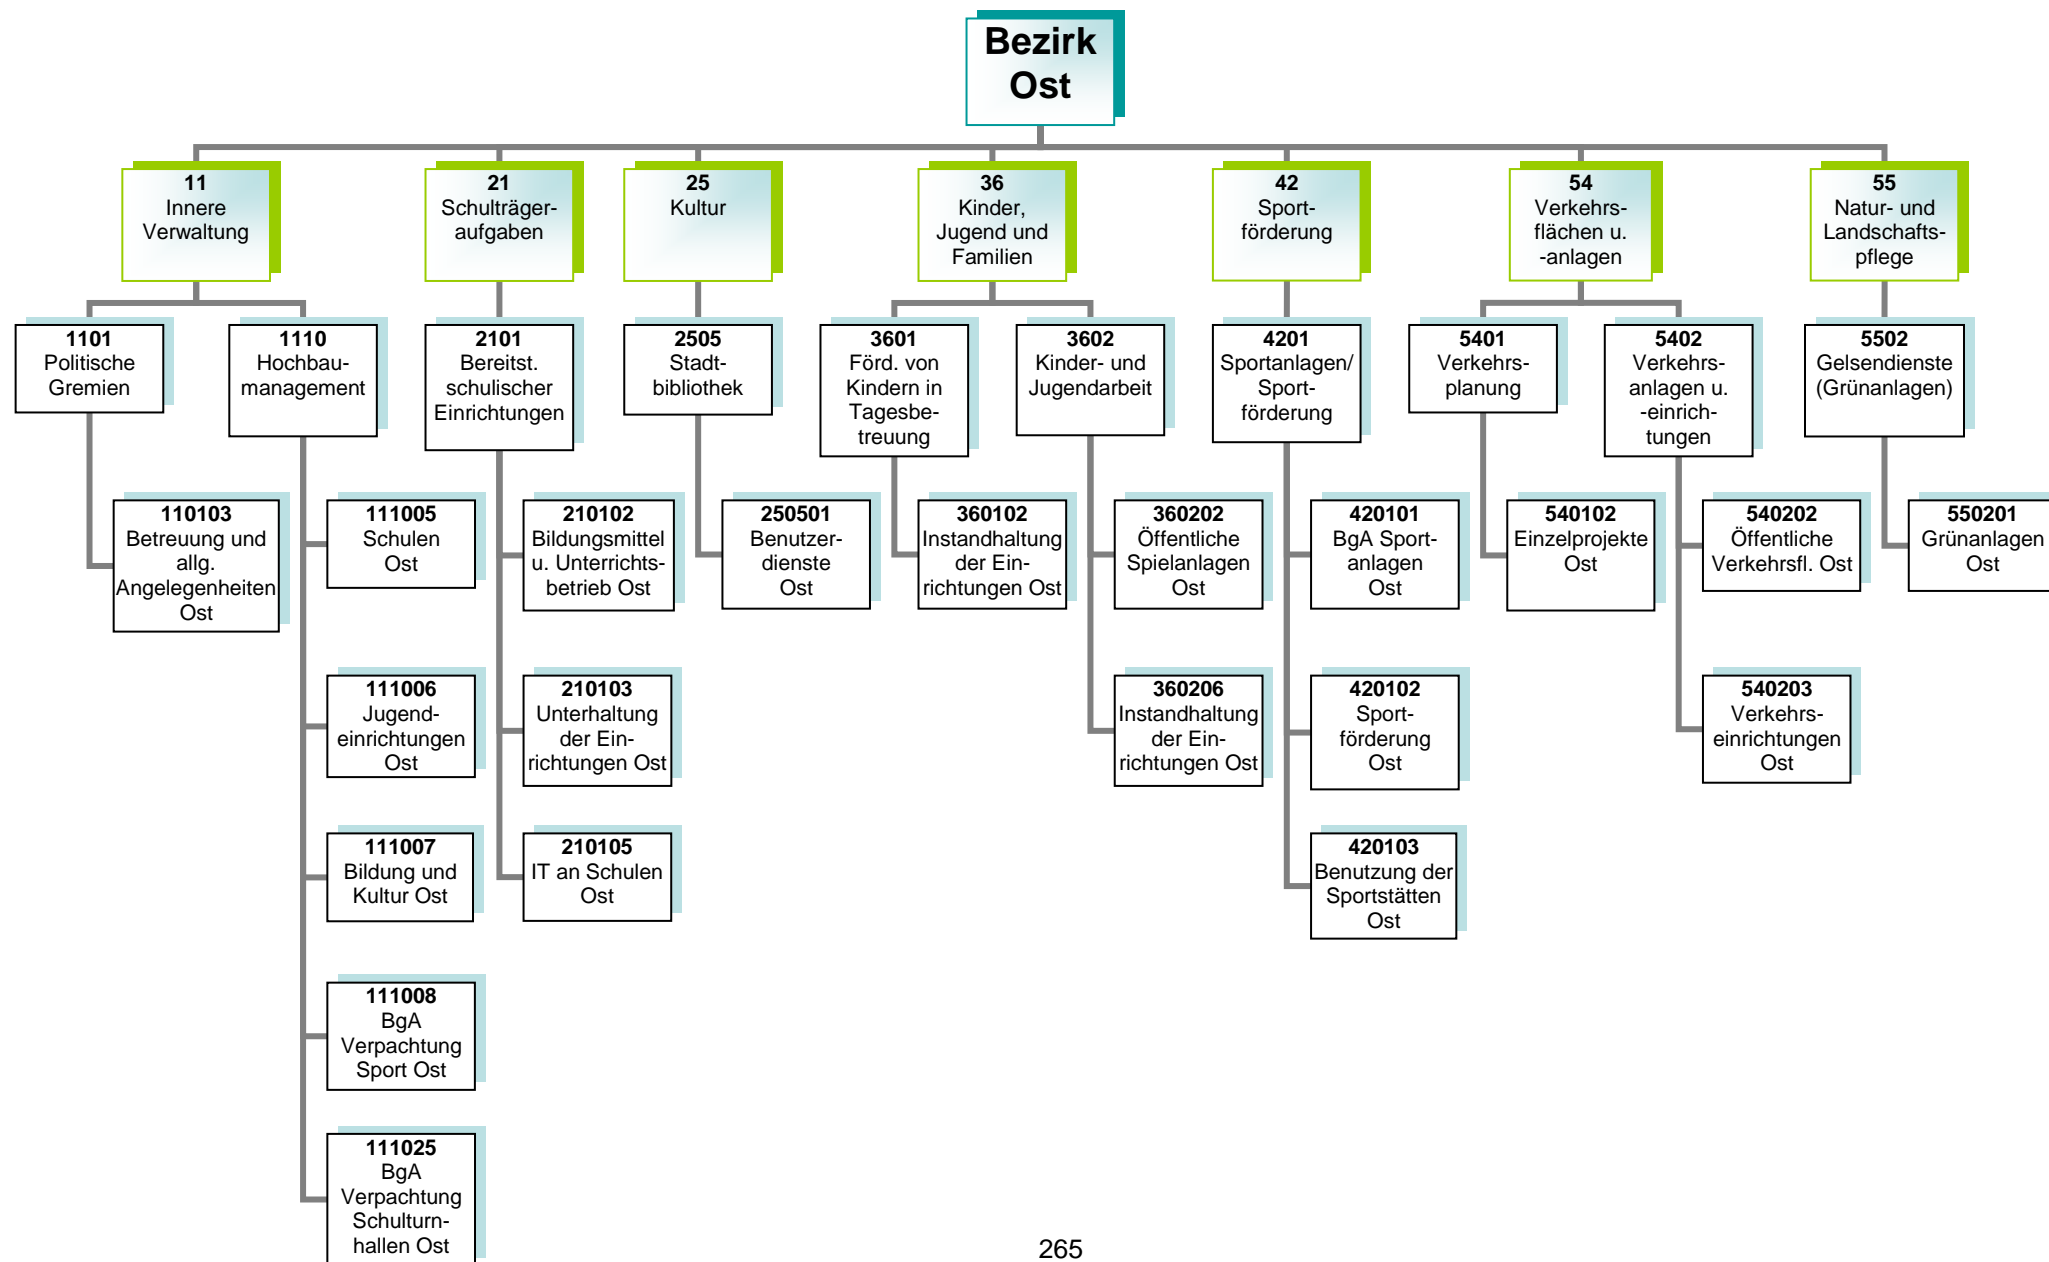 Bezirk
Ost
11
Innere
Verwaltung
21
Schulträger-
aufgaben
25
Kultur
36
Kinder,
Jugend und
Familien
42
Sport-
förderung
54
Verkehrs-
flächen u.
-anlagen
55
Natur- und
Landschafts-
pflege
1101
Politische
Gremien
1110
Hochbau-
management
2101
Bereitst.
schulischer
Einrichtungen
2505
Stadt-
bibliothek
3601
Förd. von
Kindern in
Tagesbe-
treuung
3602
Kinder- und
Jugendarbeit
4201
Sportanlagen/
Sport-
förderung
5401
Verkehrs-
planung
5402
Verkehrs-
anlagen u.
-einrich-
tungen
5502
Gelsendienste
(Grünanlagen)
110103
Betreuung und
allg.
Angelegenheiten
Ost
111005
Schulen
Ost
210102
Bildungsmittel
u. Unterrichts-
betrieb Ost
250501
Benutzer-
dienste
Ost
360102
Instandhaltung
der Ein-
richtungen Ost
360202
Öffentliche
Spielanlagen
Ost
420101
BgA Sport-
anlagen
Ost
540102
Einzelprojekte
Ost
540202
Öffentliche
Verkehrsfl. Ost
550201
Grünanlagen
Ost
111006
Jugend-
einrichtungen
Ost
210103
Unterhaltung
der Ein-
richtungen Ost
360206
Instandhaltung
der Ein-
richtungen Ost
420102
Sport-
förderung
Ost
540203
Verkehrs-
einrichtungen
Ost
111007
Bildung und
Kultur Ost
210105
IT an Schulen
Ost
420103
Benutzung der
Sportstätten
Ost
111008
BgA
Verpachtung
Sport Ost
111025
BgA
Verpachtung
Schulturn-
hallen Ost
265